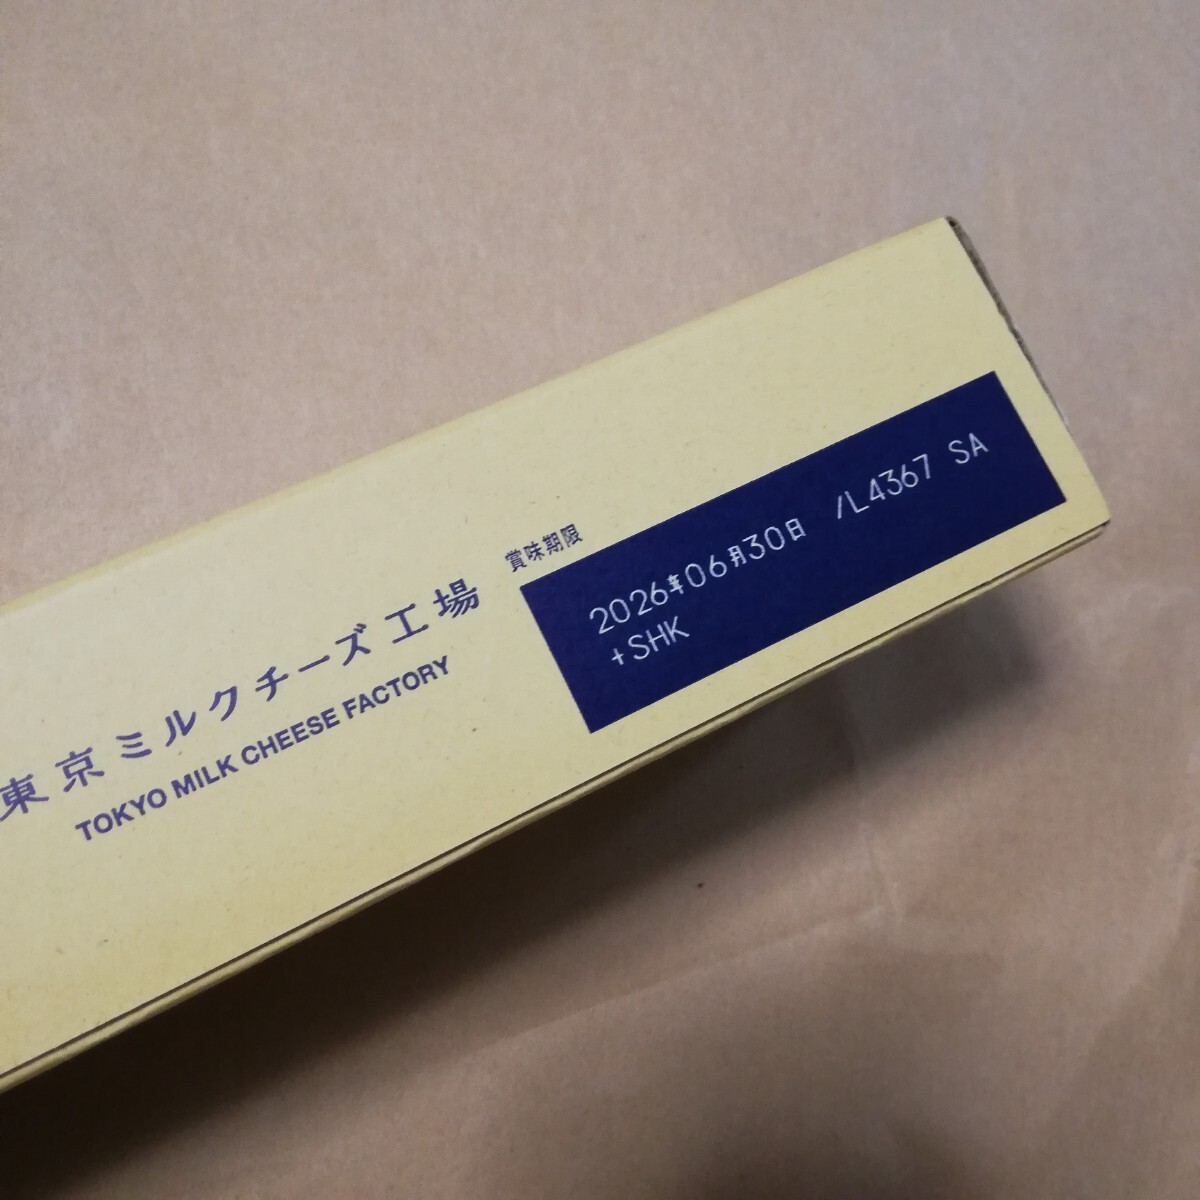 東京ミルクチーズ工場
TOKYO MILK CHEESE FACTORY
賞味期限
2026年06月30日 /L4367 SA
+SHK